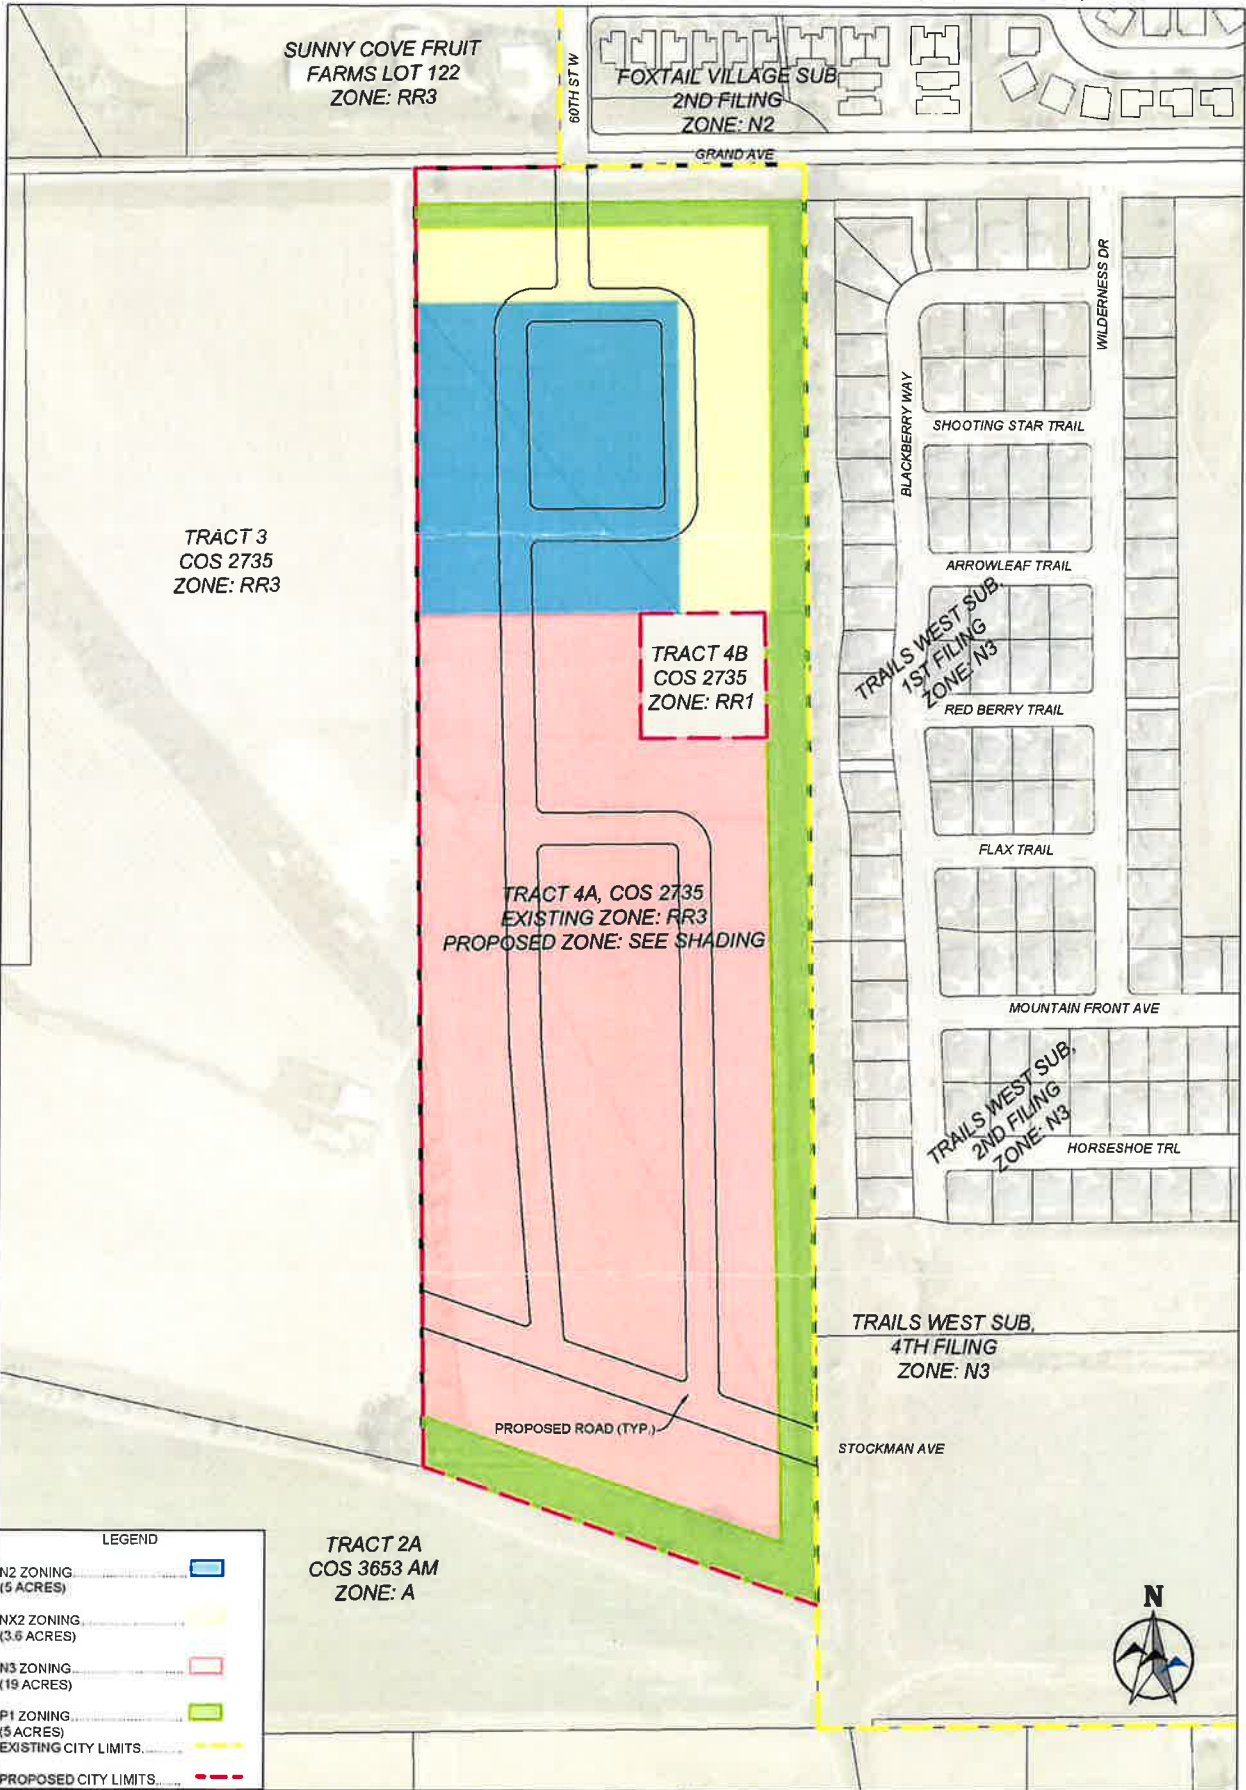 SUNNY COVE FRUIT
FARMS LOT 122
ZONE: RR3
60TH ST W
FOXTAIL VILLAGE SUB
2ND FILING
ZONE: N2
GRAND AVE
WILDERNESS DR
BLACKBERRY WAY
SHOOTING STAR TRAIL
TRACT 3
COS 2735
ZONE: RR3
ARROWLEAF TRAIL
TRAILS WEST SUB,
1ST FILING
ZONE: N3
TRACT 4B
COS 2735
ZONE: RR1
RED BERRY TRAIL
FLAX TRAIL
TRACT 4A, COS 2735
EXISTING ZONE: RR3
PROPOSED ZONE: SEE SHADING
MOUNTAIN FRONT AVE
TRAILS WEST SUB,
2ND FILING
ZONE: N3
HORSESHOE TRL
TRAILS WEST SUB,
4TH FILING
ZONE: N3
PROPOSED ROAD (TYP.)
STOCKMAN AVE
TRACT 2A
COS 3653 AM
ZONE: A
N
LEGEND
N2 ZONING
(5 ACRES)
NX2 ZONING
(3.6 ACRES)
N3 ZONING
(19 ACRES)
P1 ZONING
(5 ACRES)
EXISTING CITY LIMITS
PROPOSED CITY LIMITS